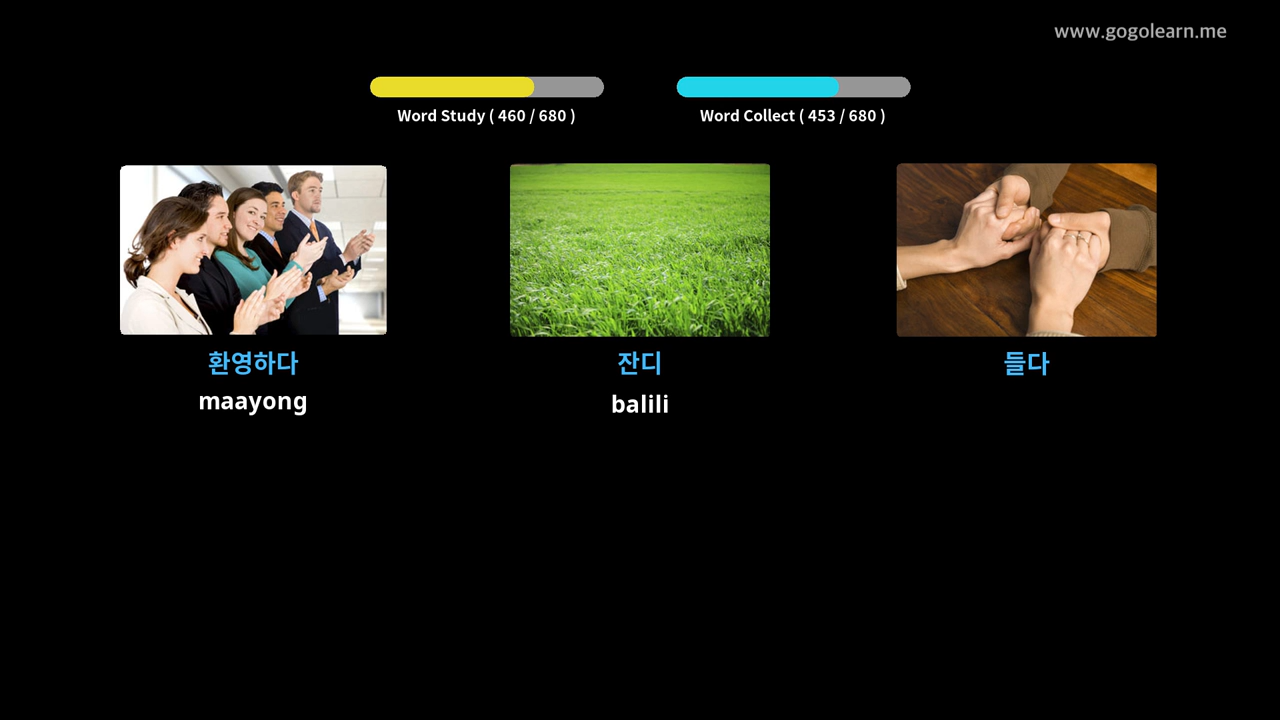 www.gogolearn.me
Word Study ( 460 / 680 )
Word Collect ( 453 / 680 )
환영하다
maayong
잔디
balili
들다